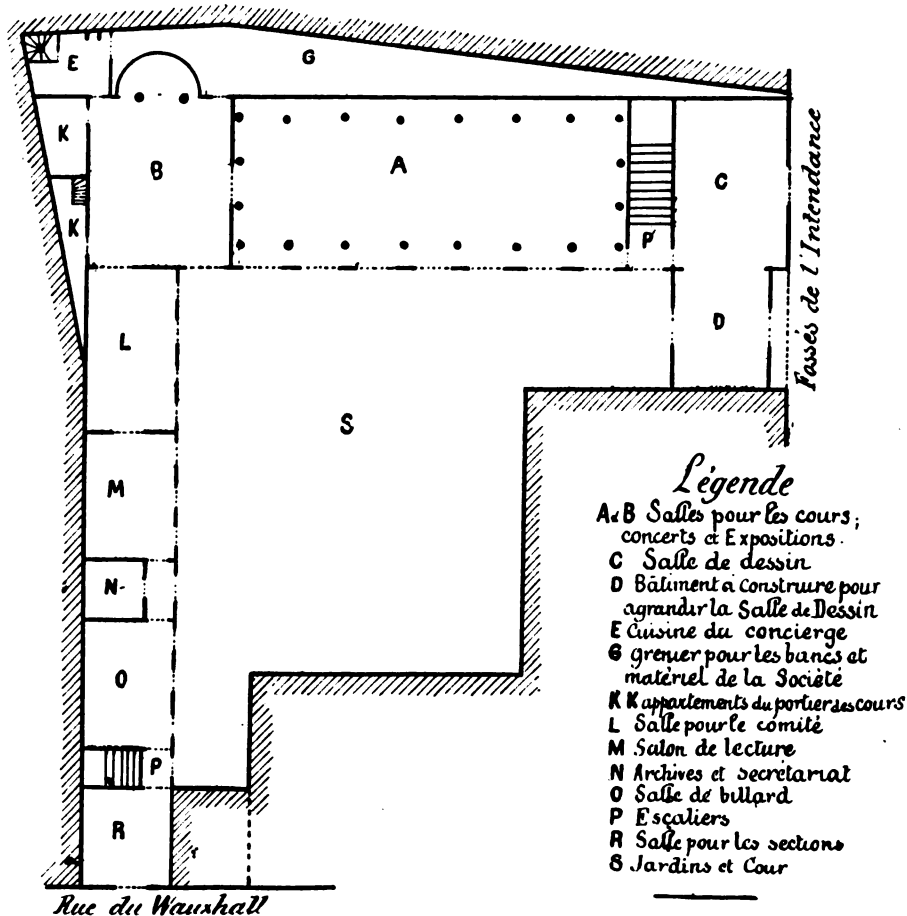 E
G
K
B
A
C
P
K
D
L
S
M
N
O
P
R
Rue du Wauxhall
Fossés de l'Intendance
Légende
A et B Salles pour les cours;
concerts et Expositions.
C Salle de dessin
D Bâtiment à construire pour
agrandir la Salle de Dessin
E Cuisine du concierge
G grenier pour les bancs et
matériel de la Société
K K appartements du portier des cours
L Salle pour le comité
M Salon de lecture
N Archives et secrétariat
O Salle de billard
P Escaliers
R Salle pour les sections
S Jardins et Cour